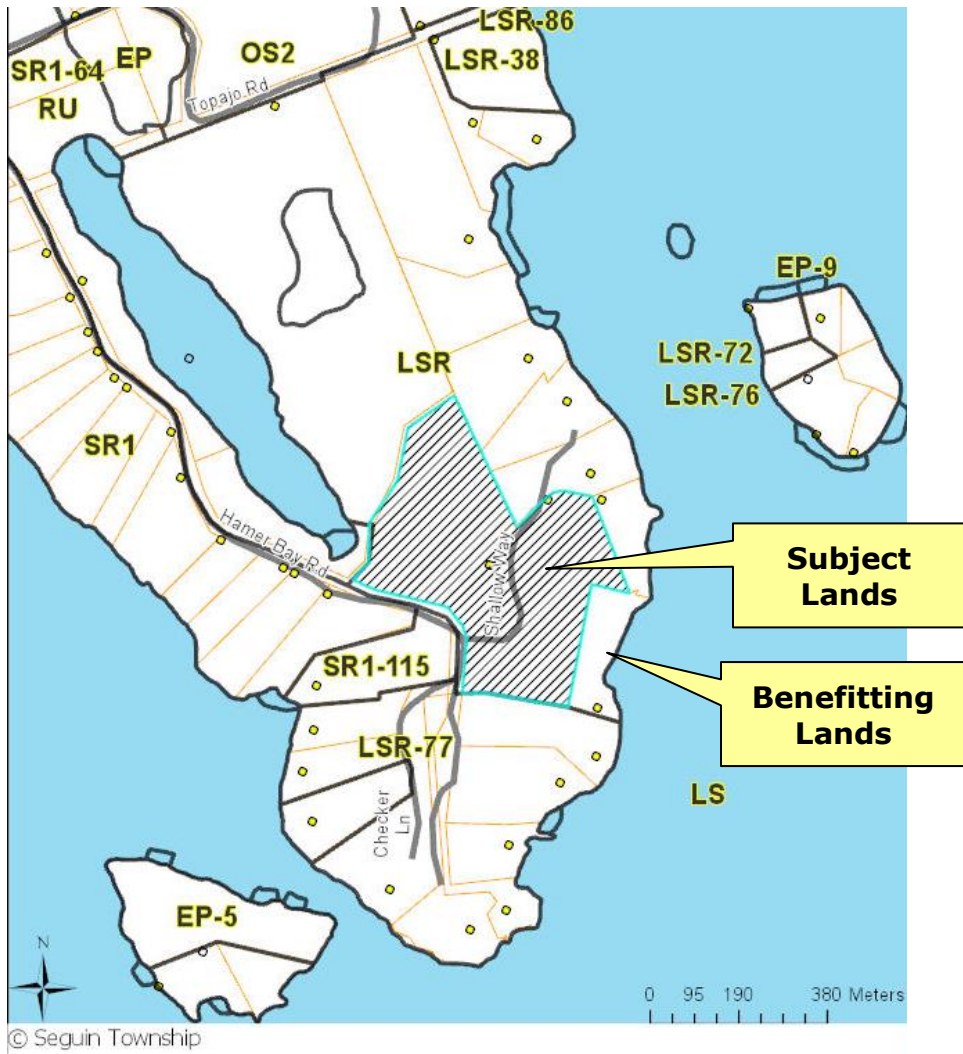 LSR-86
SR1-64
EP
OS2
LSR-38
RU
Topajo Rd
EP-9
LSR
LSR-72
LSR-76
SR1
Hamer Bay Rd
Shallow Way
Subject
Lands
SR1-115
Benefitting
Lands
LSR-77
LS
Checker
Ln
EP-5
N
0 95 190 380 Meters
© Seguin Township